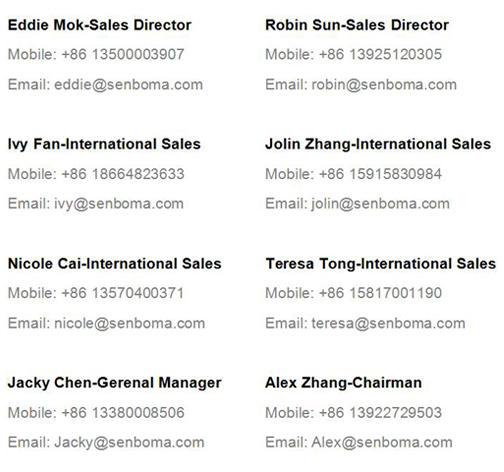 Eddie Mok-Sales Director
Mobile: +86 13500003907
Email: eddie@senboma.com
Robin Sun-Sales Director
Mobile: +86 13925120305
Email: robin@senboma.com
Ivy Fan-International Sales
Mobile: +86 18664823633
Email: ivy@senboma.com
Jolin Zhang-International Sales
Mobile: +86 15915830984
Email: jolin@senboma.com
Nicole Cai-International Sales
Mobile: +86 13570400371
Email: nicole@senboma.com
Teresa Tong-International Sales
Mobile: +86 15817001190
Email: teresa@senboma.com
Jacky Chen-Gerenal Manager
Mobile: +86 13380008506
Email: Jacky@senboma.com
Alex Zhang-Chairman
Mobile: +86 13922729503
Email: Alex@senboma.com